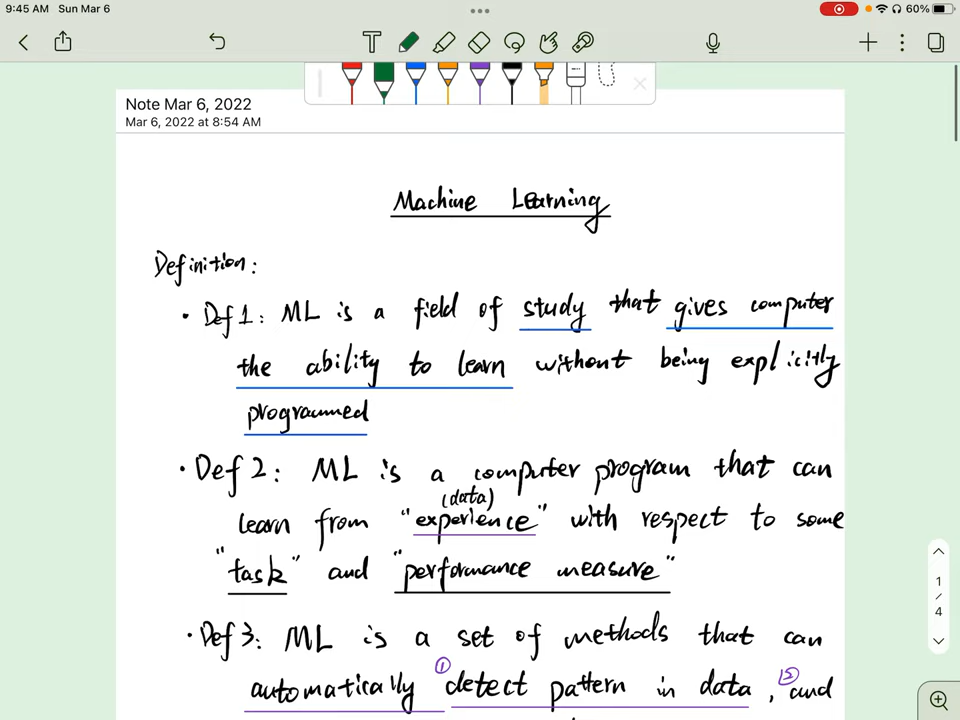 9:45 AM Sun Mar 6
60%
T
Note Mar 6, 2022
Mar 6, 2022 at 8:54 AM
Machine Learning
Definition:
• Def 1: ML is a field of study that gives computer
the ability to learn without being explicitly
programmed
• Def 2: ML is a computer program that can
(data)
learn from "experience" with respect to some
"task" and "performance measure"
• Def 3: ML is a set of methods that can
automatically ① detect pattern in data, ② and
1
/
4